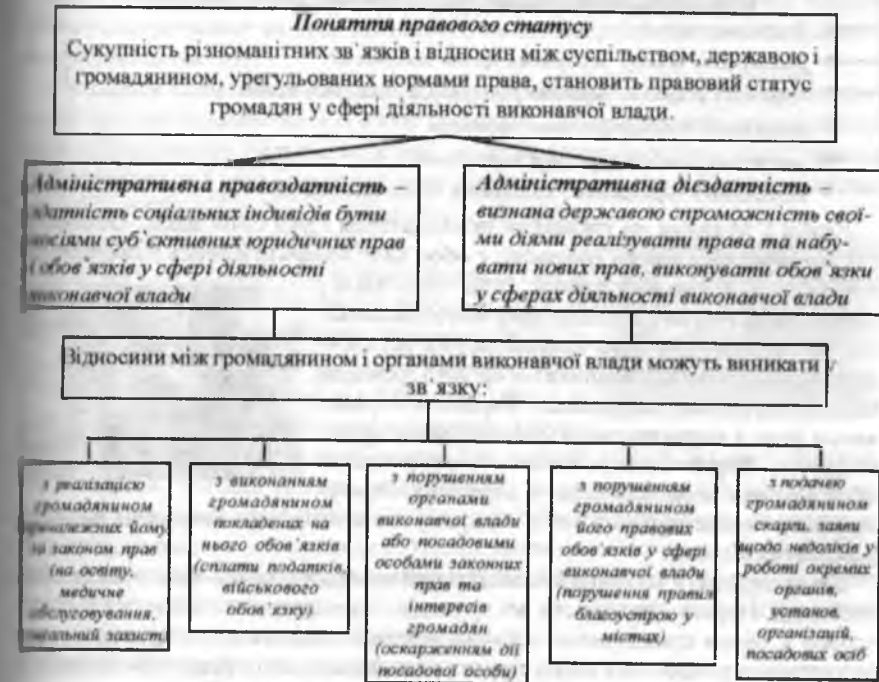 Поняття правового статусу
Сукупність різноманітних зв`язків і відносин між суспільством, державою і
громадянином, урегульованих нормами права, становить правовий статус
громадян у сфері діяльності виконавчої влади.
Адміністративна правоздатність –
здатність соціальних індивідів бути
носіями суб`єктивних юридичних прав
і обов`язків у сфері діяльності
виконавчої влади
Адміністративна дієздатність –
визнана державою спроможність свої-
ми діями реалізувати права та набу-
вати нових прав, виконувати обов`язки
у сферах діяльності виконавчої влади
Відносини між громадянином і органами виконавчої влади можуть виникати у
зв`язку:
з реалізацією
громадянином
належних йому
за законом прав
(на освіту,
медичне
обслуговування,
соціальний захист)
з виконанням
громадянином
покладених на
нього обов`язків
(сплати податків,
військового
обов`язку)
з порушенням
органами
виконавчої влади
або посадовими
особами законних
прав та
інтересів
громадян
(оскарженням дії
посадової особи)
з порушенням
громадянином
його правових
обов`язків у сфері
виконавчої влади
(порушення правил
благоустрою у
містах)
з подачею
громадянином
скарги, заяви
щодо недоліків у
роботі окремих
органів,
установ,
організацій,
посадових осіб